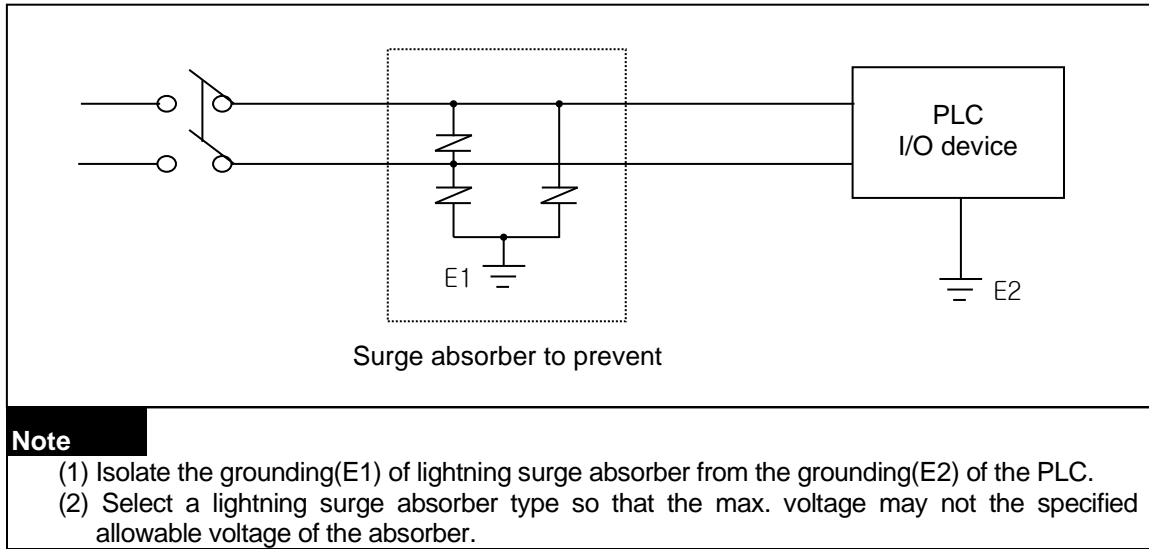 PLC
I/O device
E1
E2
Surge absorber to prevent
Note
(1) Isolate the grounding(E1) of lightning surge absorber from the grounding(E2) of the PLC.
(2) Select a lightning surge absorber type so that the max. voltage may not the specified
allowable voltage of the absorber.